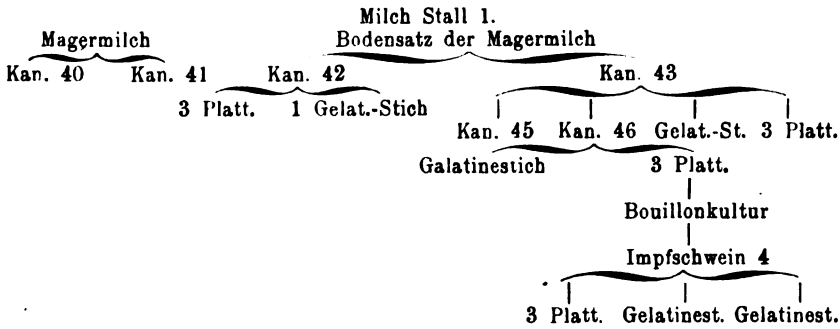 Milch Stall 1.
Magermilch Bodensatz der Magermilch
Kan. 40 Kan. 41 Kan. 42 Kan. 43
3 Platt. 1 Gelat.-Stich
Kan. 45 Kan. 46 Gelat.-St. 3 Platt.
Galatinestich 3 Platt.
Bouillonkultur
Impfschwein 4
3 Platt. Gelatinest. Gelatinest.